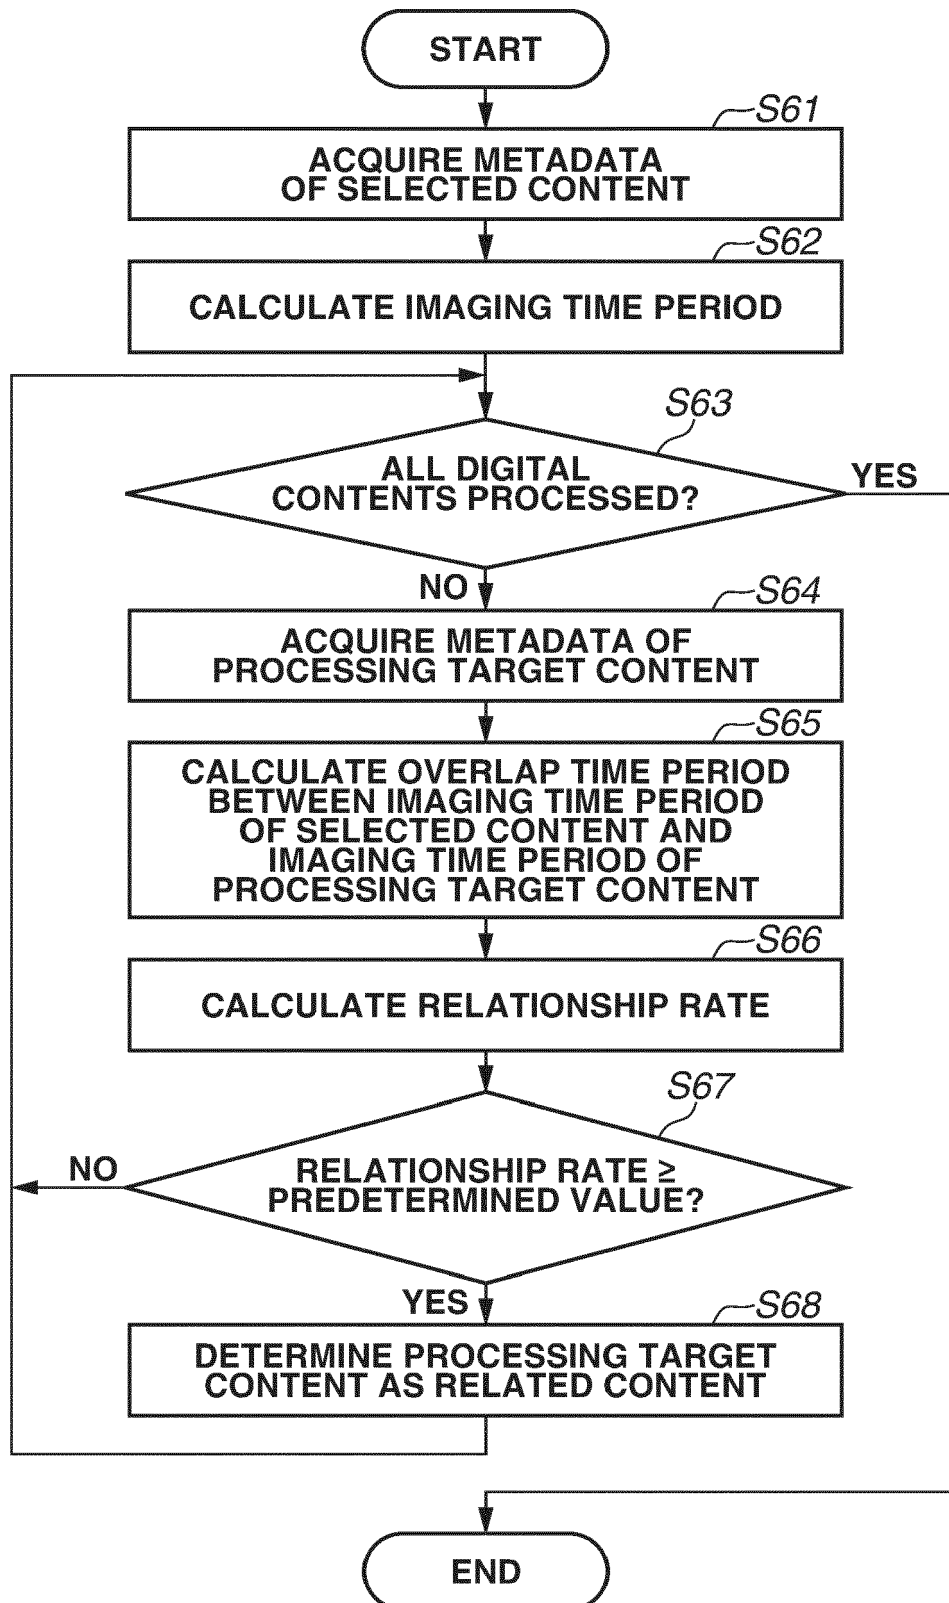 START
S61
ACQUIRE METADATA
OF SELECTED CONTENT
S62
CALCULATE IMAGING TIME PERIOD
S63
ALL DIGITAL
CONTENTS PROCESSED?
YES
NO
S64
ACQUIRE METADATA OF
PROCESSING TARGET CONTENT
S65
CALCULATE OVERLAP TIME PERIOD
BETWEEN IMAGING TIME PERIOD
OF SELECTED CONTENT AND
IMAGING TIME PERIOD OF
PROCESSING TARGET CONTENT
S66
CALCULATE RELATIONSHIP RATE
S67
NO
RELATIONSHIP RATE ≥
PREDETERMINED VALUE?
YES
S68
DETERMINE PROCESSING TARGET
CONTENT AS RELATED CONTENT
END